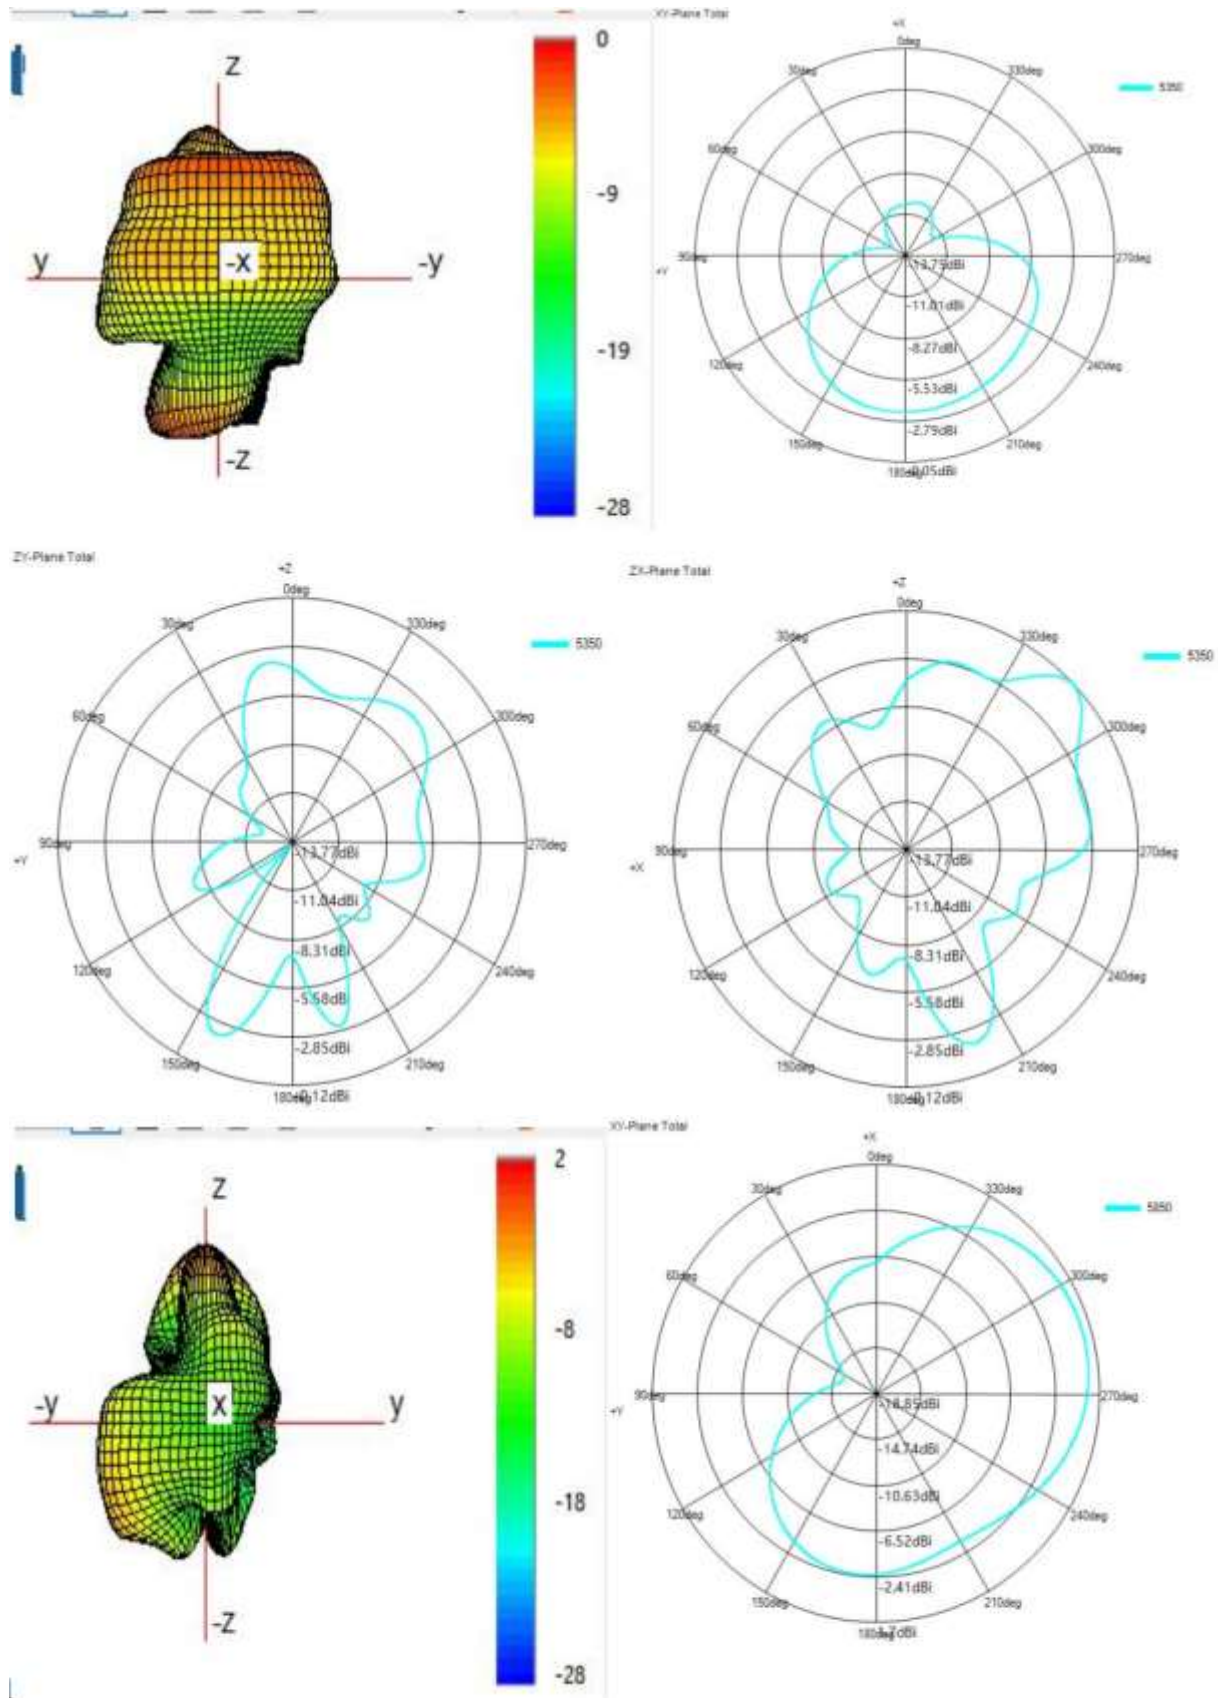 z
0
-9
-19
-28
y
-x
-y
-z
XY-Plane Total
+X
0deg
5350
30deg
330deg
60deg
300deg
90deg
270deg
+Y
-13.75dBi
-11.01dBi
-8.27dBi
-5.53dBi
-2.79dBi
120deg
240deg
150deg
210deg
180deg
ZY-Plane Total
+Z
0deg
5350
30deg
330deg
60deg
300deg
90deg
270deg
+Y
-13.77dBi
-11.04dBi
-8.31dBi
-5.58dBi
-2.85dBi
120deg
240deg
150deg
210deg
180deg
ZX-Plane Total
+Z
0deg
5350
30deg
330deg
60deg
300deg
90deg
270deg
+X
-13.77dBi
-11.04dBi
-8.31dBi
-5.58dBi
-2.85dBi
120deg
240deg
150deg
210deg
180deg
z
2
-8
-18
-28
-y
x
y
-z
XY-Plane Total
+X
0deg
5850
30deg
330deg
60deg
300deg
90deg
270deg
+Y
-18.85dBi
-14.74dBi
-10.63dBi
-6.52dBi
-2.41dBi
120deg
240deg
150deg
210deg
180deg